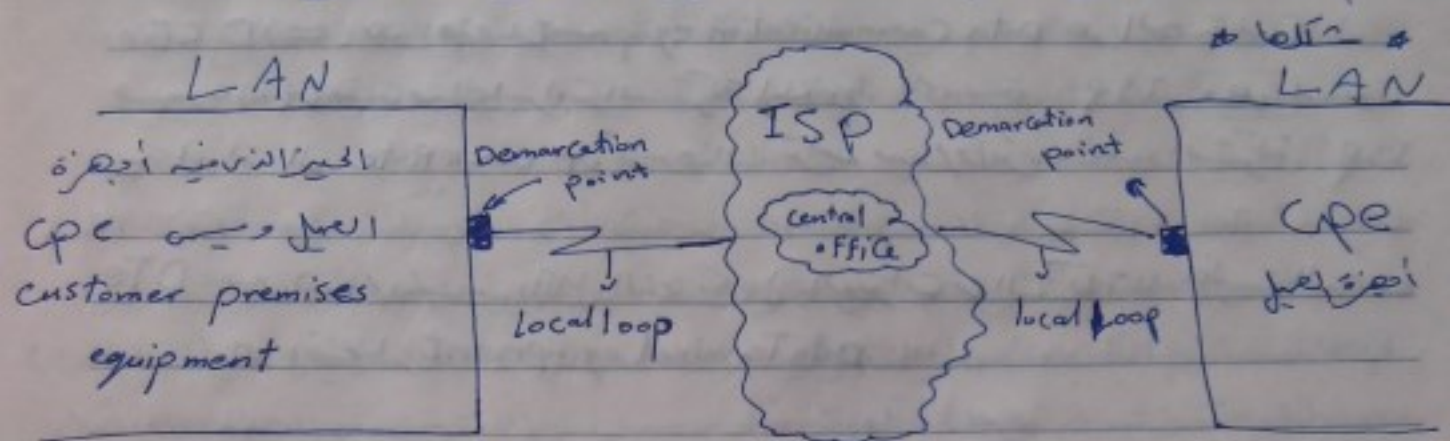 * شكلها *
LAN
الحيز الذي فيه أجهزة
العميل ويسمى CPE
customer premises
equipment
Demarcation
point
Local loop
ISP
central
office
Demarcation
point
local loop
LAN
CPE
أجهزة العميل